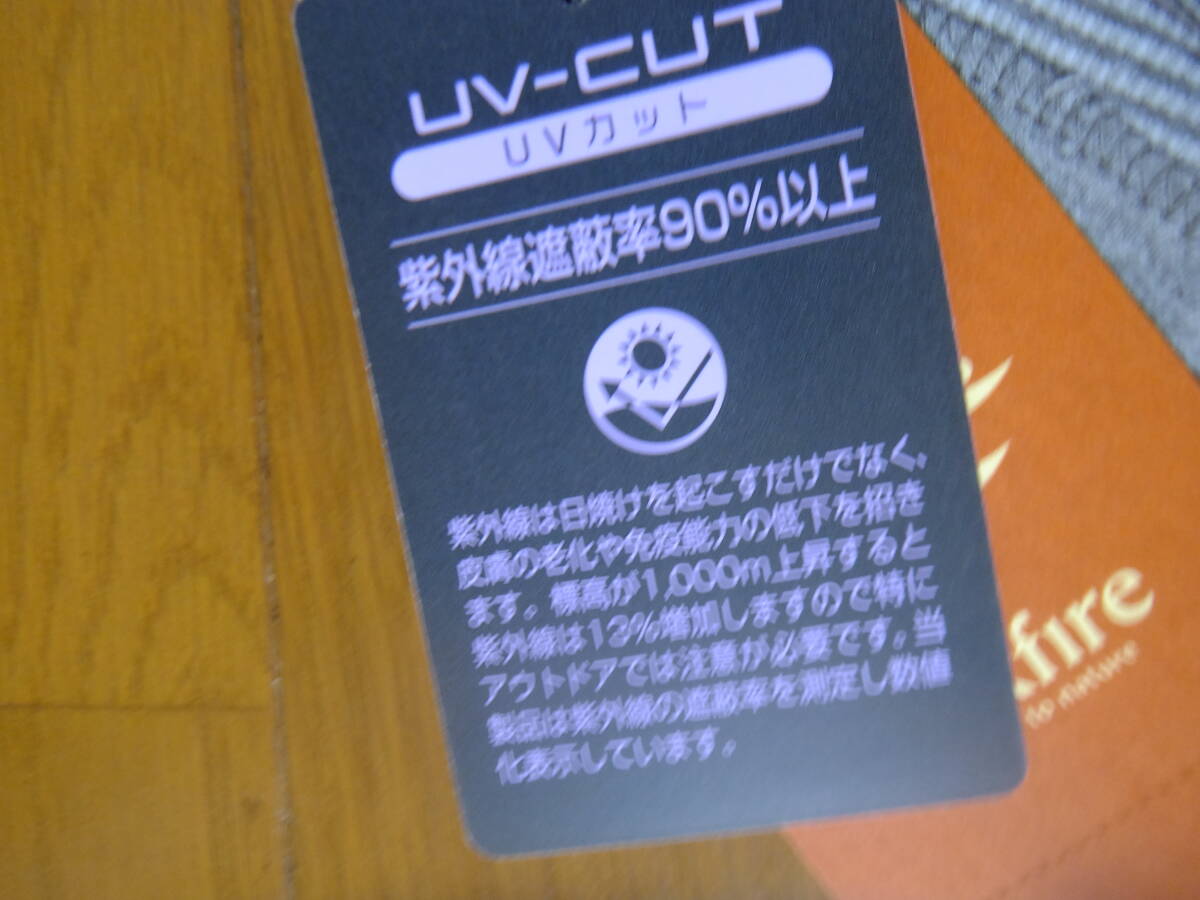 UV-CUT
UVカット
紫外線遮蔽率90%以上
紫外線は日焼けを起こすだけでなく、
皮膚の老化や免疫能力の低下を招き
ます。標高が1,000m上昇すると
紫外線は13%増加しますので特に
アウトドアでは注意が必要です。当
製品は紫外線の遮蔽率を測定し数値
化表示しています。
xfire
to nature